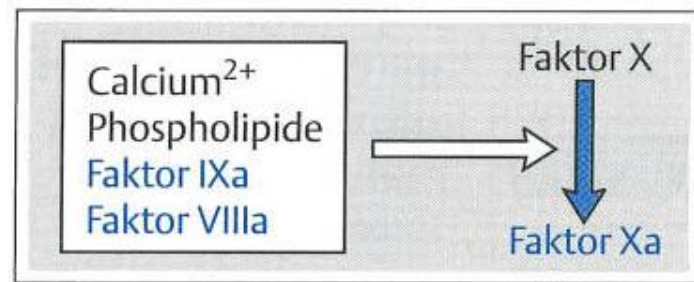 Calcium²⁺
Phospholipide
Faktor IXa
Faktor VIIIa
Faktor X
Faktor Xa